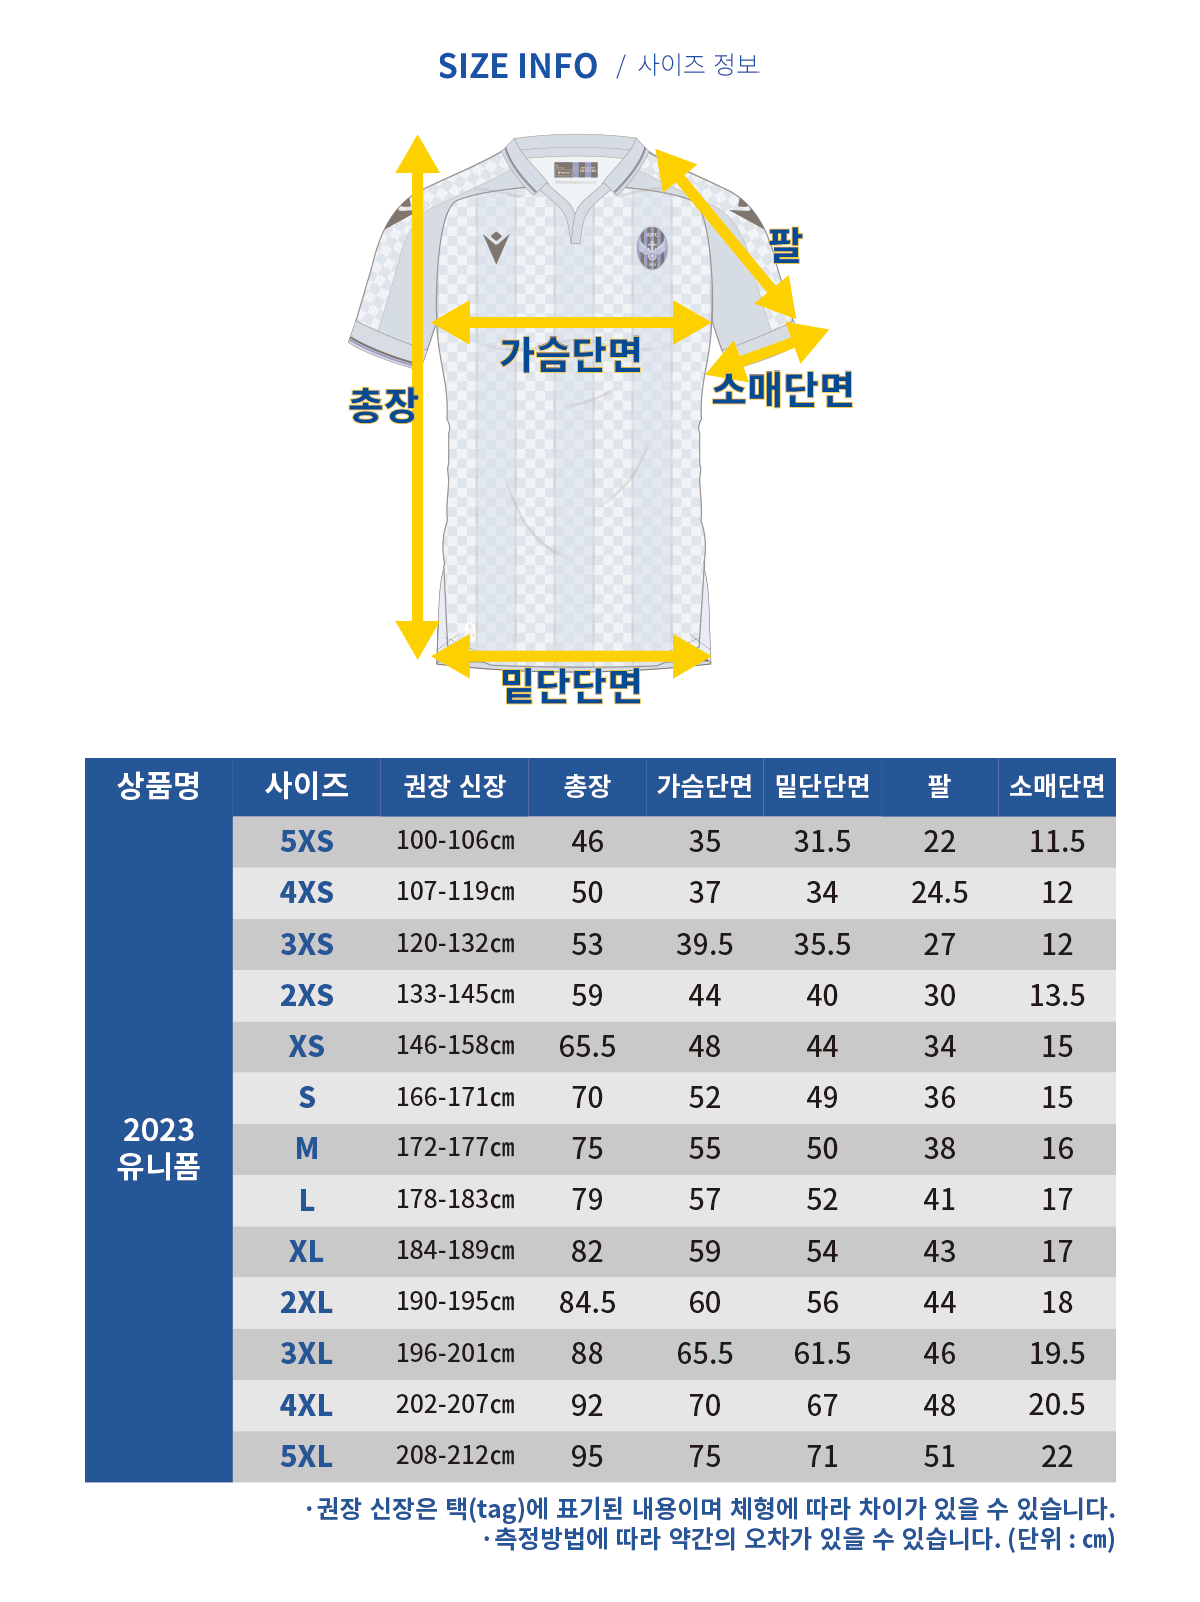 SIZE INFO / 사이즈 정보
팔
가슴단면
소매단면
총장
밑단단면
상품명 사이즈 권장 신장 총장 가슴단면 밑단단면 팔 소매단면
5XS 100-106㎝ 46 35 31.5 22 11.5
4XS 107-119㎝ 50 37 34 24.5 12
3XS 120-132㎝ 53 39.5 35.5 27 12
2XS 133-145㎝ 59 44 40 30 13.5
XS 146-158㎝ 65.5 48 44 34 15
S 166-171㎝ 70 52 49 36 15
2023
유니폼
M 172-177㎝ 75 55 50 38 16
L 178-183㎝ 79 57 52 41 17
XL 184-189㎝ 82 59 54 43 17
2XL 190-195㎝ 84.5 60 56 44 18
3XL 196-201㎝ 88 65.5 61.5 46 19.5
4XL 202-207㎝ 92 70 67 48 20.5
5XL 208-212㎝ 95 75 71 51 22
·권장 신장은 택(tag)에 표기된 내용이며 체형에 따라 차이가 있을 수 있습니다.
·측정방법에 따라 약간의 오차가 있을 수 있습니다. (단위 : ㎝)